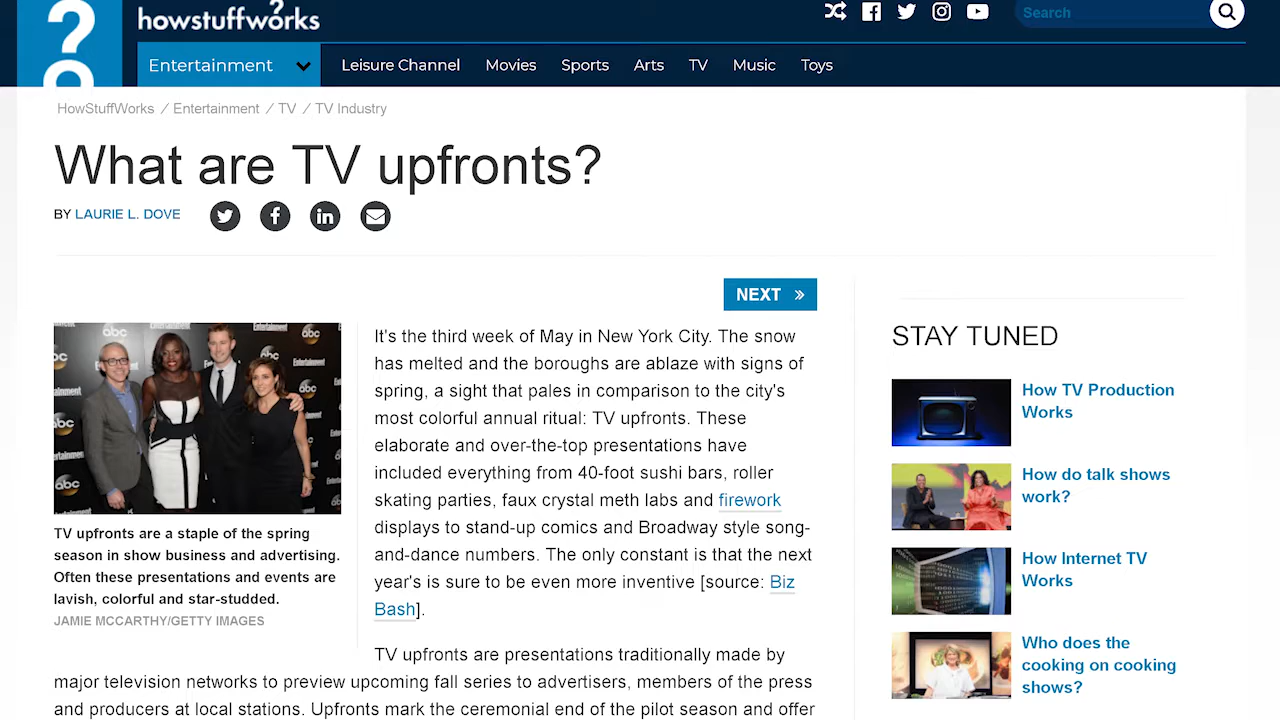 howstuffworks
Search
Entertainment
Leisure Channel
Movies
Sports
Arts
TV
Music
Toys
HowStuffWorks / Entertainment / TV / TV Industry
What are TV upfronts?
BY LAURIE L. DOVE
NEXT »
abc
Entertainment
TV upfronts are a staple of the spring
season in show business and advertising.
Often these presentations and events are
lavish, colorful and star-studded.
JAMIE MCCARTHY/GETTY IMAGES
It's the third week of May in New York City. The snow
has melted and the boroughs are ablaze with signs of
spring, a sight that pales in comparison to the city's
most colorful annual ritual: TV upfronts. These
elaborate and over-the-top presentations have
included everything from 40-foot sushi bars, roller
skating parties, faux crystal meth labs and firework
displays to stand-up comics and Broadway style song-
and-dance numbers. The only constant is that the next
year's is sure to be even more inventive [source: Biz
Bash].
TV upfronts are presentations traditionally made by
major television networks to preview upcoming fall series to advertisers, members of the press
and producers at local stations. Upfronts mark the ceremonial end of the pilot season and offer
STAY TUNED
How TV Production
Works
How do talk shows
work?
How Internet TV
Works
Who does the
cooking on cooking
shows?